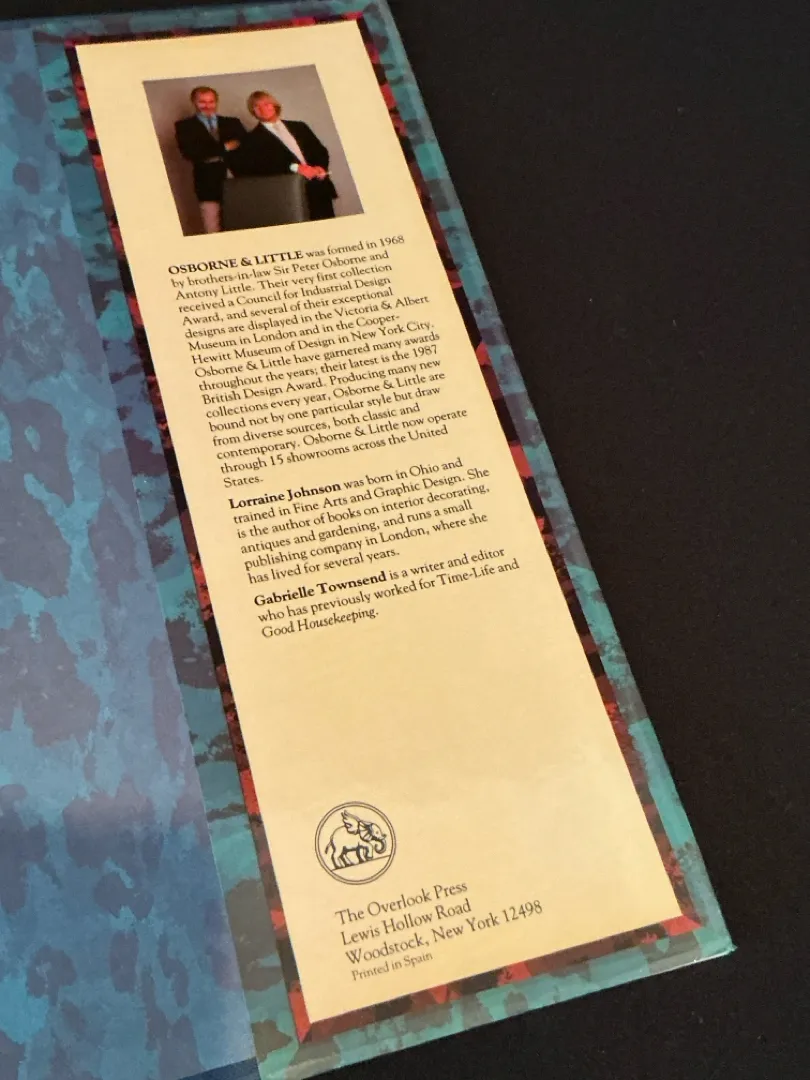 OSBORNE & LITTLE was formed in 1968
by brothers-in-law Sir Peter Osborne and
Antony Little. Their very first collection
received a Council for Industrial Design
Award, and several of their exceptional
designs are displayed in the Victoria & Albert
Museum in London and in the Cooper-
Hewitt Museum of Design in New York City.
Osborne & Little have garnered many awards
throughout the years; their latest is the 1987
British Design Award. Producing many new
collections every year, Osborne & Little are
bound not by one particular style but draw
from diverse sources, both classic and
contemporary. Osborne & Little now operate
through 15 showrooms across the United
States.
Lorraine Johnson was born in Ohio and
trained in Fine Arts and Graphic Design. She
is the author of books on interior decorating,
antiques and gardening, and runs a small
publishing company in London, where she
has lived for several years.
Gabrielle Townsend is a writer and editor
who has previously worked for Time-Life and
Good Housekeeping.
The Overlook Press
Lewis Hollow Road
Woodstock, New York 12498
Printed in Spain